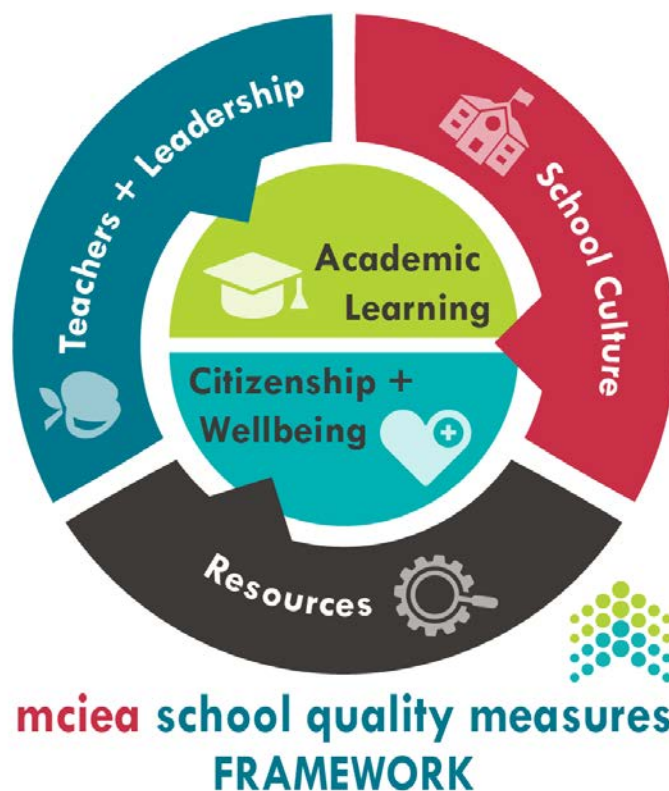 Teachers + Leadership
School Culture
Academic
Learning
Citizenship +
Wellbeing
Resources
mciea school quality measures
FRAMEWORK